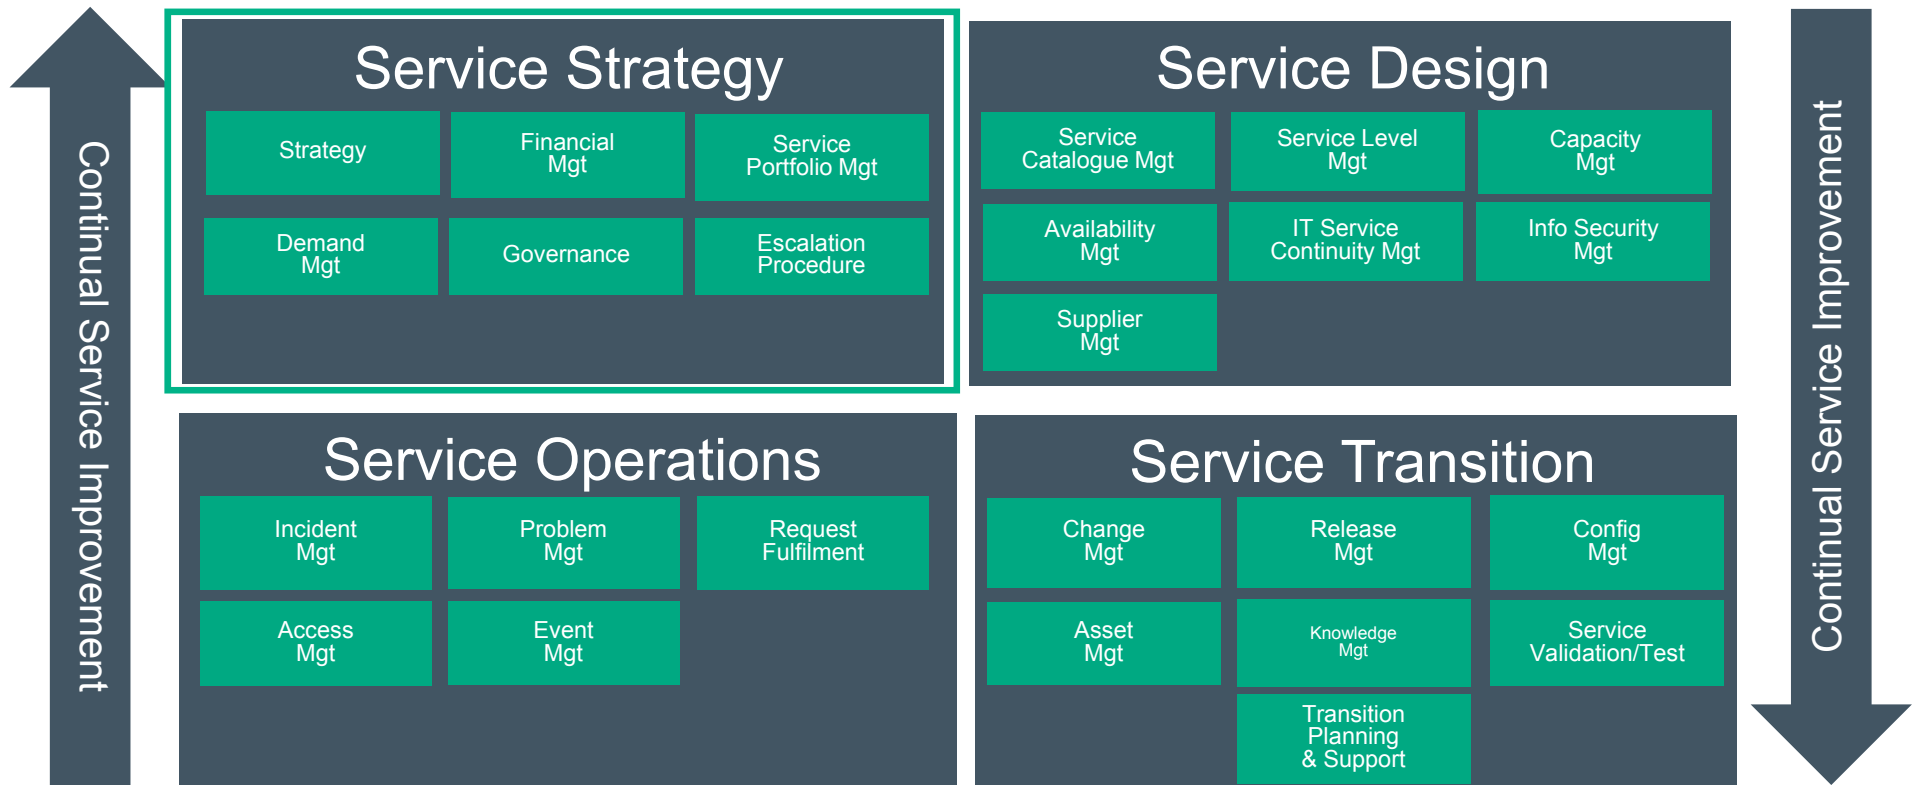 Continual Service Improvement
Service Strategy
Strategy
Financial
Mgt
Service
Portfolio Mgt
Demand
Mgt
Governance
Escalation
Procedure
Service Design
Service
Catalogue Mgt
Service Level
Mgt
Capacity
Mgt
Availability
Mgt
IT Service
Continuity Mgt
Info Security
Mgt
Supplier
Mgt
Service Operations
Incident
Mgt
Problem
Mgt
Request
Fulfilment
Access
Mgt
Event
Mgt
Service Transition
Change
Mgt
Release
Mgt
Config
Mgt
Asset
Mgt
Knowledge
Mgt
Service
Validation/Test
Transition
Planning
& Support
Continual Service Improvement